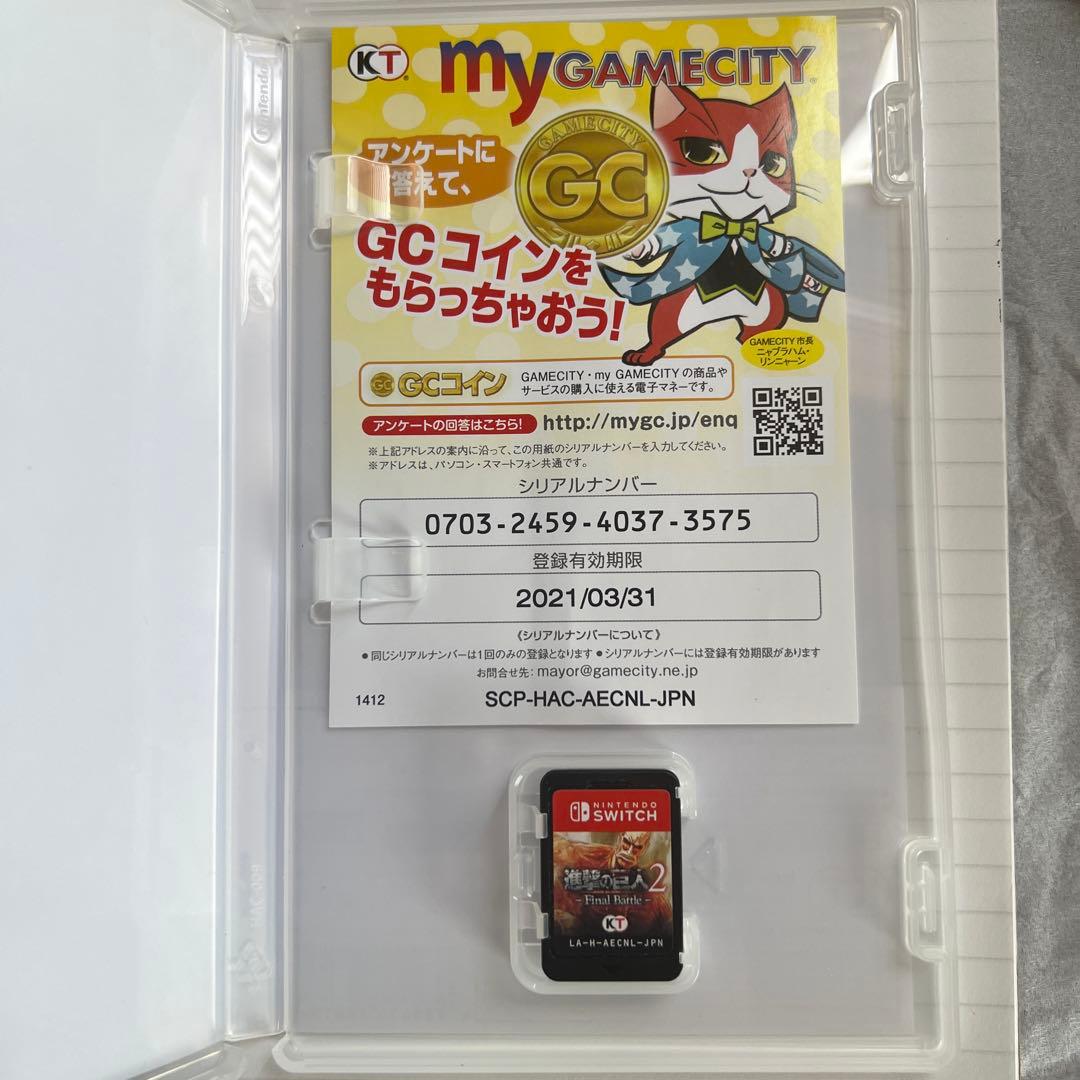 KT
my GAMECITY
アンケートに
答えて、
GAMECITY
GC
GCコインを
もらっちゃおう!
GAMECITY市長
ニャブラハム・
リンニャーン
GC GCコイン
GAMECITY・my GAMECITYの商品や
サービスの購入に使える電子マネーです。
アンケートの回答はこちら! http://mygc.jp/enq
※上記アドレスの案内に沿って、この用紙のシリアルナンバーを入力してください。
※アドレスは、パソコン・スマートフォン共通です。
シリアルナンバー
0703-2459-4037-3575
登録有効期限
2021/03/31
《シリアルナンバーについて》
●同じシリアルナンバーは1回のみの登録となります ●シリアルナンバーには登録有効期限があります
お問合せ先: mayor@gamecity.ne.jp
1412 SCP-HAC-AECNL-JPN
Nintendo
NINTENDO
SWITCH
進撃の巨人2
-Final Battle-
KT
LA-H-AECNL-JPN